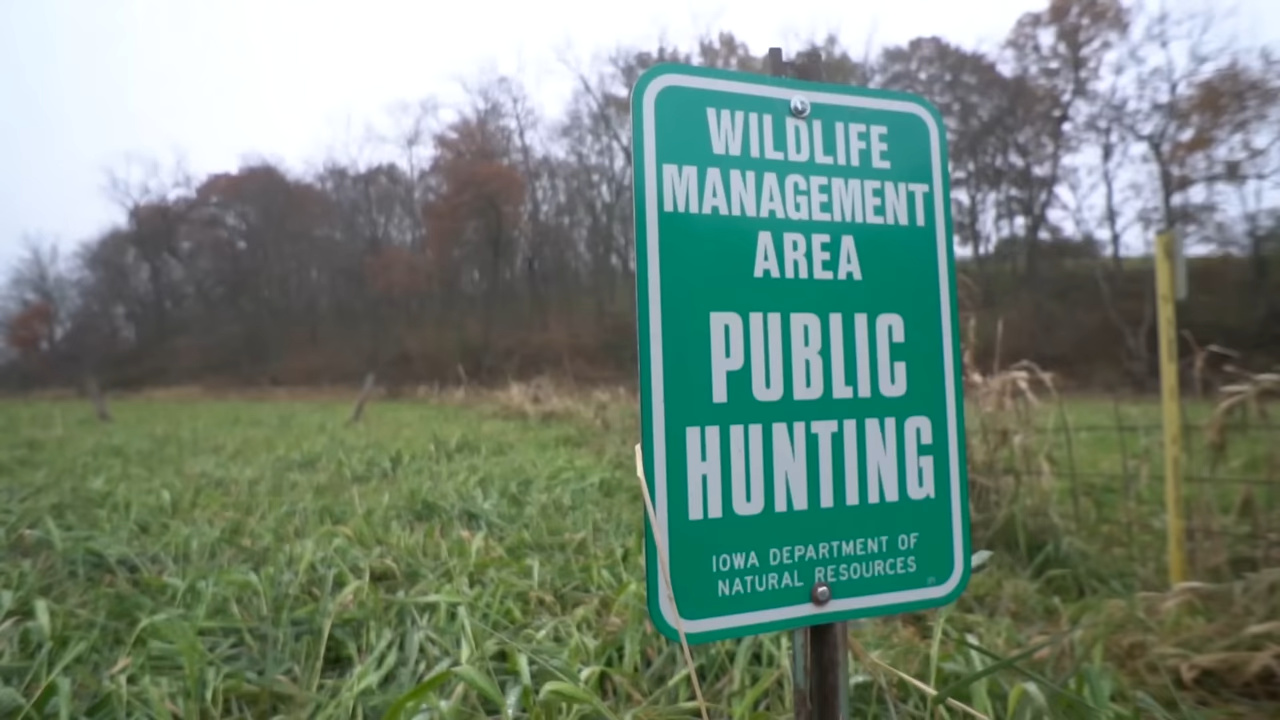 WILDLIFE
MANAGEMENT
AREA
PUBLIC
HUNTING
IOWA DEPARTMENT OF
NATURAL RESOURCES